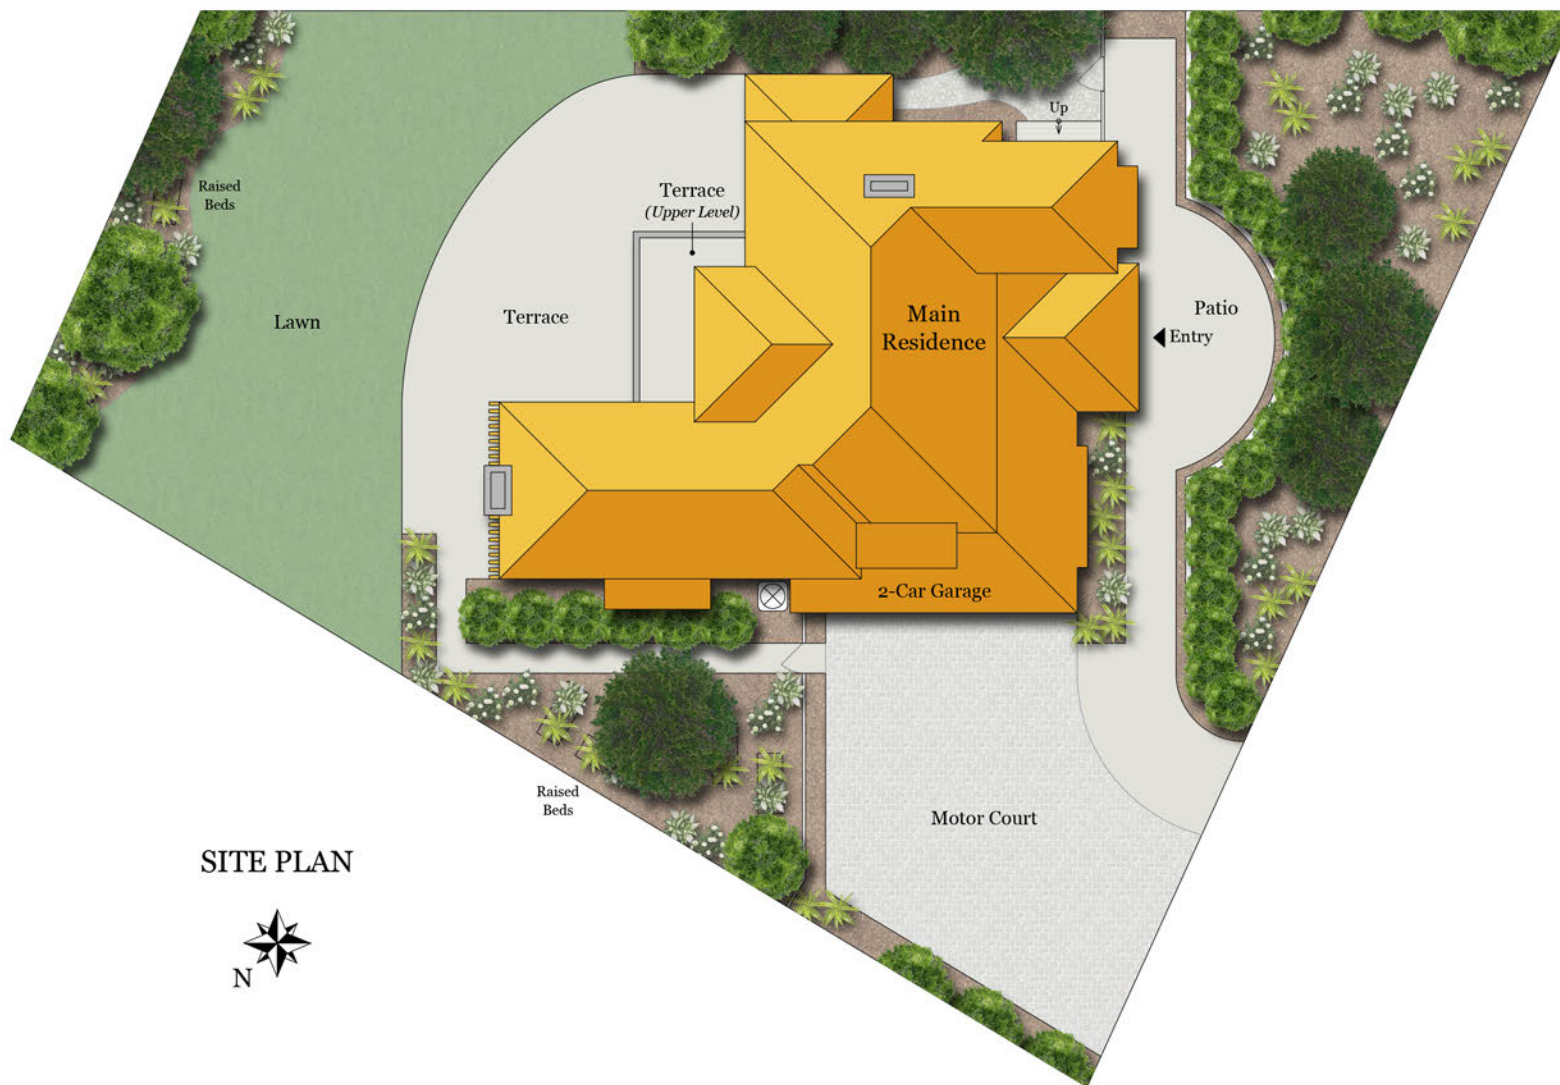 Up
Raised
Beds
Terrace
(Upper Level)
Lawn
Terrace
Main
Residence
Patio
Entry
2-Car Garage
Raised
Beds
Motor Court
SITE PLAN
N